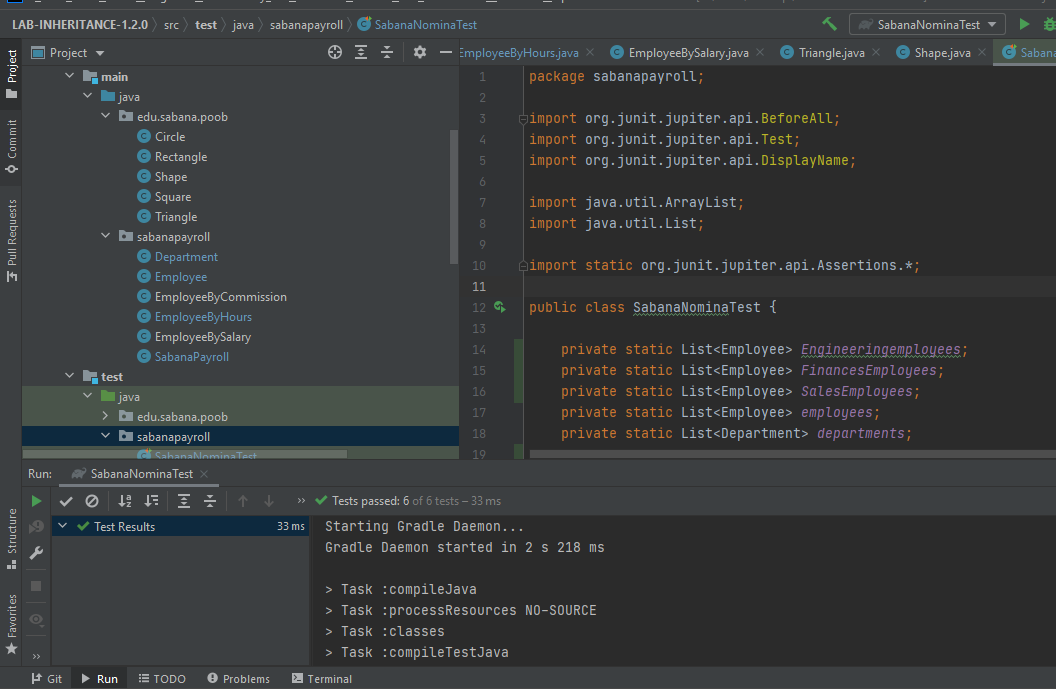 LAB-INHERITANCE-1.2.0 src test java sabanapayroll SabanaNominaTest SabanaNominaTest
Project
Commit
Pull Requests
Structure
Favorites
Project
EmployeeByHours.java EmployeeBySalary.java Triangle.java Shape.java Sabana
main
java
edu.sabana.poob
Circle
Rectangle
Shape
Square
Triangle
sabanapayroll
Department
Employee
EmployeeByCommission
EmployeeByHours
EmployeeBySalary
SabanaPayroll
test
java
edu.sabana.poob
sabanapayroll
SabanaNominaTest
1 package sabanapayroll;
2
3 import org.junit.jupiter.api.BeforeAll;
4 import org.junit.jupiter.api.Test;
5 import org.junit.jupiter.api.DisplayName;
6
7 import java.util.ArrayList;
8 import java.util.List;
9
10 import static org.junit.jupiter.api.Assertions.*;
11
12 public class SabanaNominaTest {
13
14 private static List<Employee> Engineeringemployees;
15 private static List<Employee> FinancesEmployees;
16 private static List<Employee> SalesEmployees;
17 private static List<Employee> employees;
18 private static List<Department> departments;
19
Run: SabanaNominaTest
Tests passed: 6 of 6 tests – 33 ms
Test Results 33 ms
Starting Gradle Daemon...
Gradle Daemon started in 2 s 218 ms
> Task :compileJava
> Task :processResources NO-SOURCE
> Task :classes
> Task :compileTestJava
Git Run TODO Problems Terminal